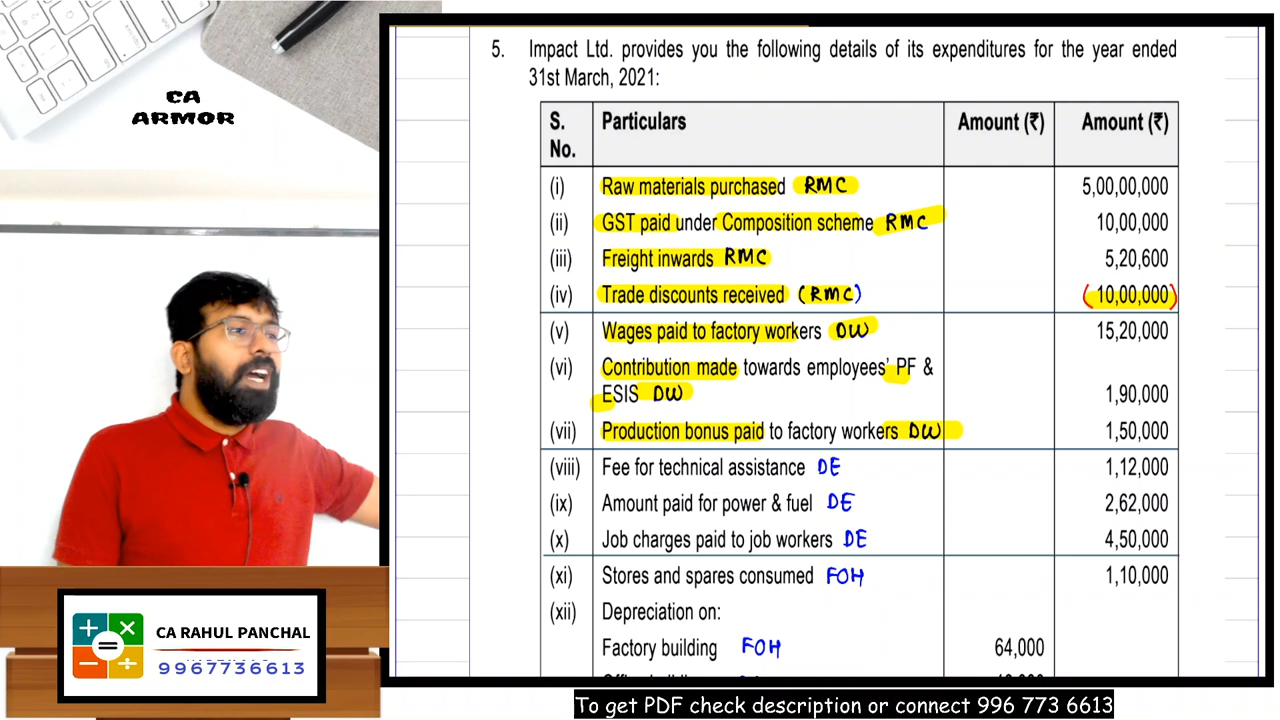 CA
ARMOR
5. Impact Ltd. provides you the following details of its expenditures for the year ended
31st March, 2021:
S. No. Particulars Amount (₹) Amount (₹)
(i) Raw materials purchased RMC 5,00,00,000
(ii) GST paid under Composition scheme RMC 10,00,000
(iii) Freight inwards RMC 5,20,600
(iv) Trade discounts received (RMC) (10,00,000)
(v) Wages paid to factory workers DW 15,20,000
(vi) Contribution made towards employees' PF &
ESIS DW 1,90,000
(vii) Production bonus paid to factory workers DW 1,50,000
(viii) Fee for technical assistance DE 1,12,000
(ix) Amount paid for power & fuel DE 2,62,000
(x) Job charges paid to job workers DE 4,50,000
(xi) Stores and spares consumed FOH 1,10,000
(xii) Depreciation on:
Factory building FOH 64,000
CA RAHUL PANCHAL
9967736613
To get PDF check description or connect 996 773 6613